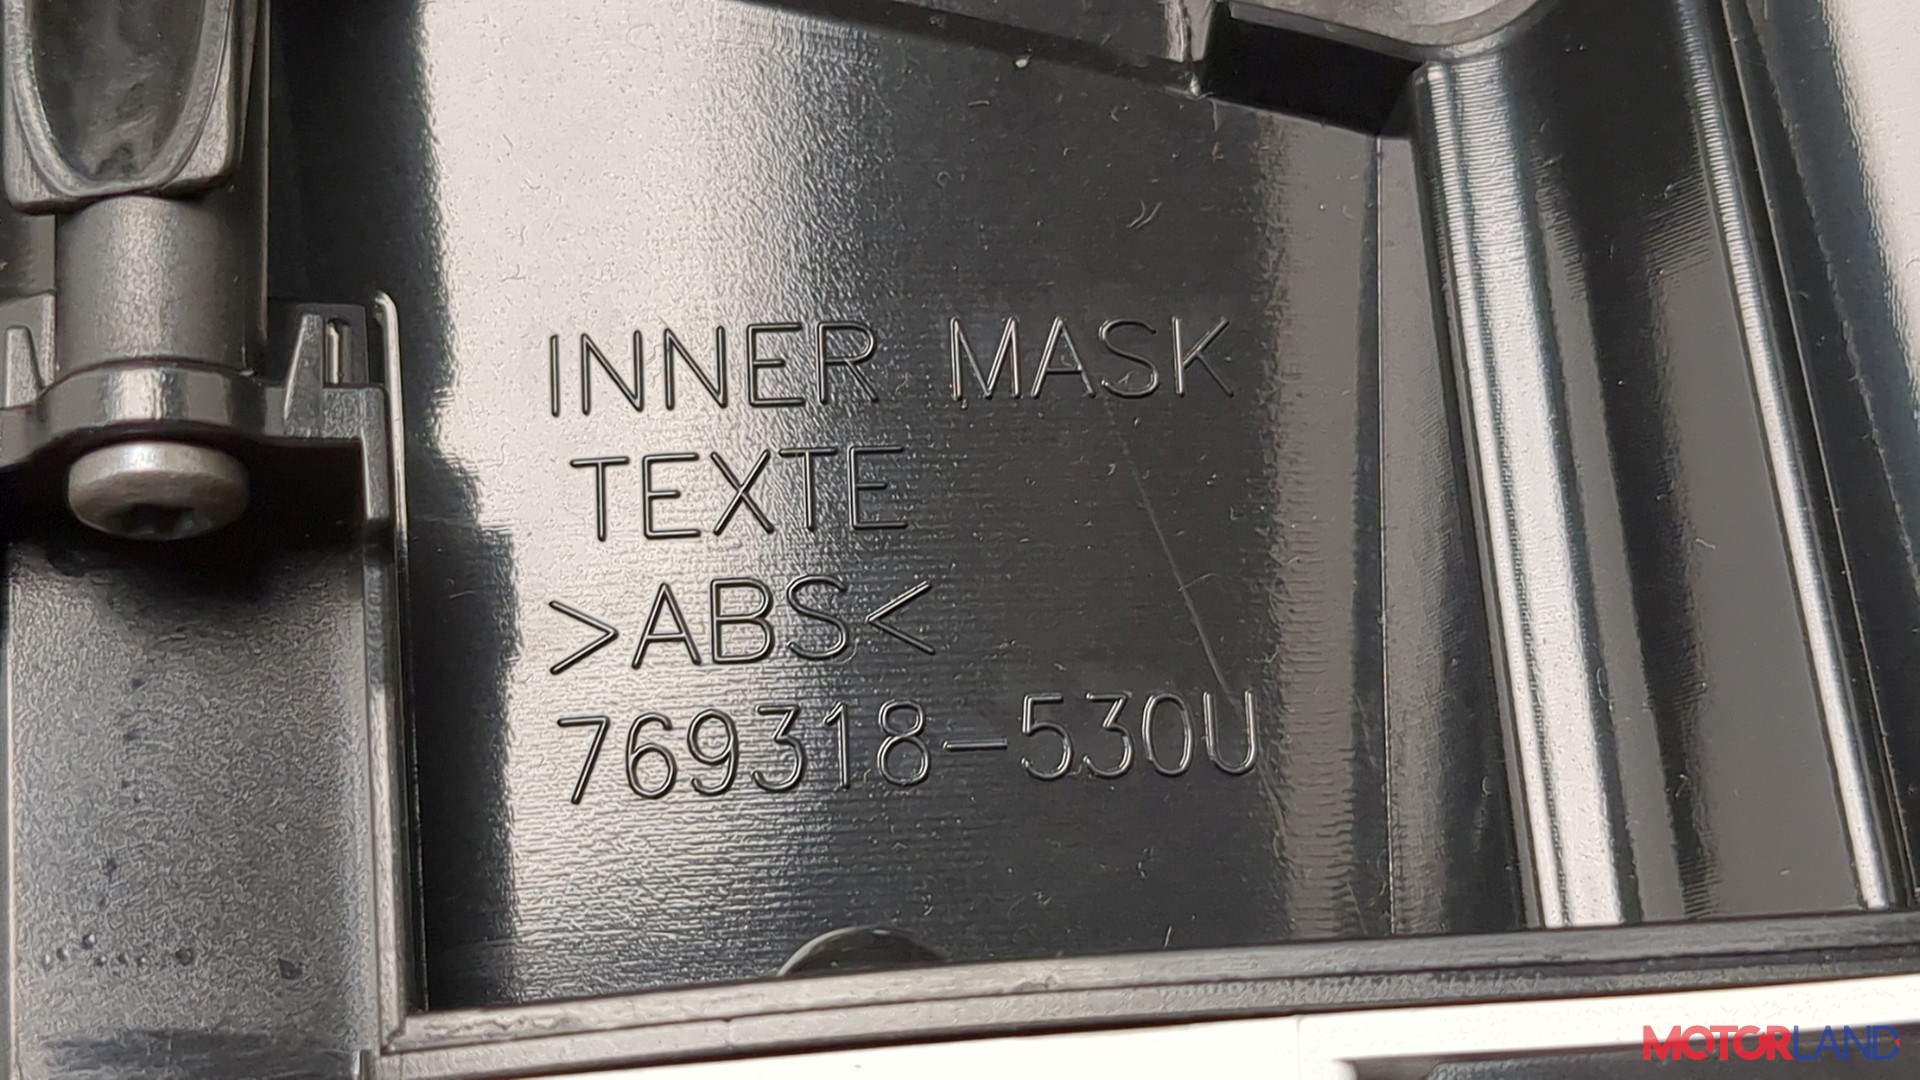 INNER MASK
TEXTE
>ABS<
769318-530U
MOTORLAND